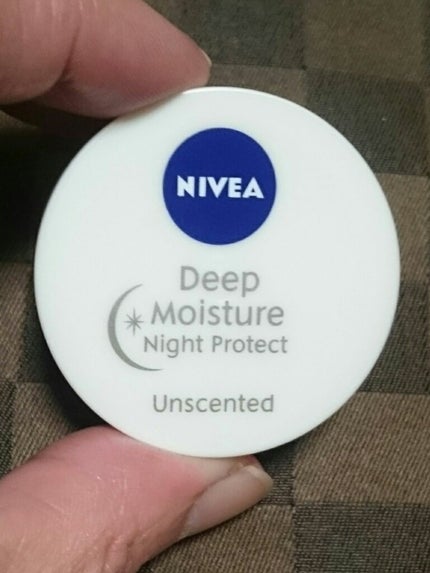 NIVEA
Deep
Moisture
Night Protect
Unscented